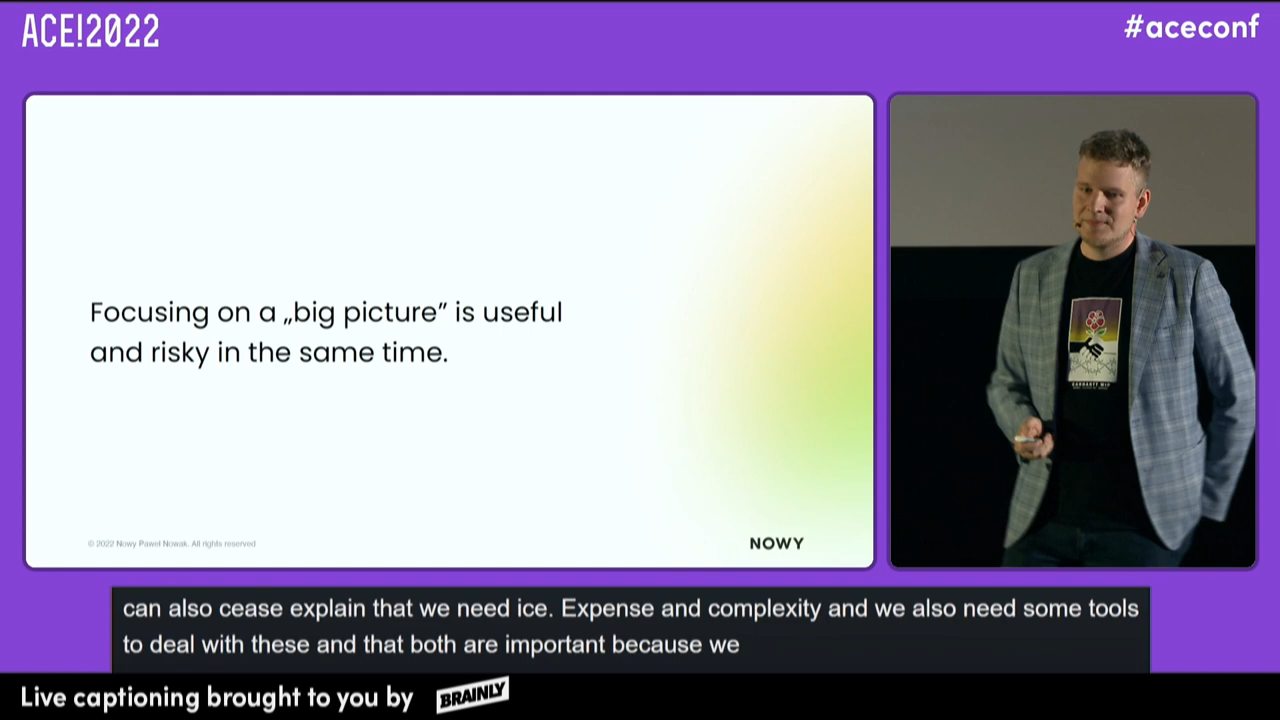 ACE!2022
#aceconf
Focusing on a „big picture” is useful
and risky in the same time.
© 2022 Nowy Paweł Nowak. All rights reserved
NOWY
CARHARTT WIP
can also cease explain that we need ice. Expense and complexity and we also need some tools
to deal with these and that both are important because we
Live captioning brought to you by
BRAINLY